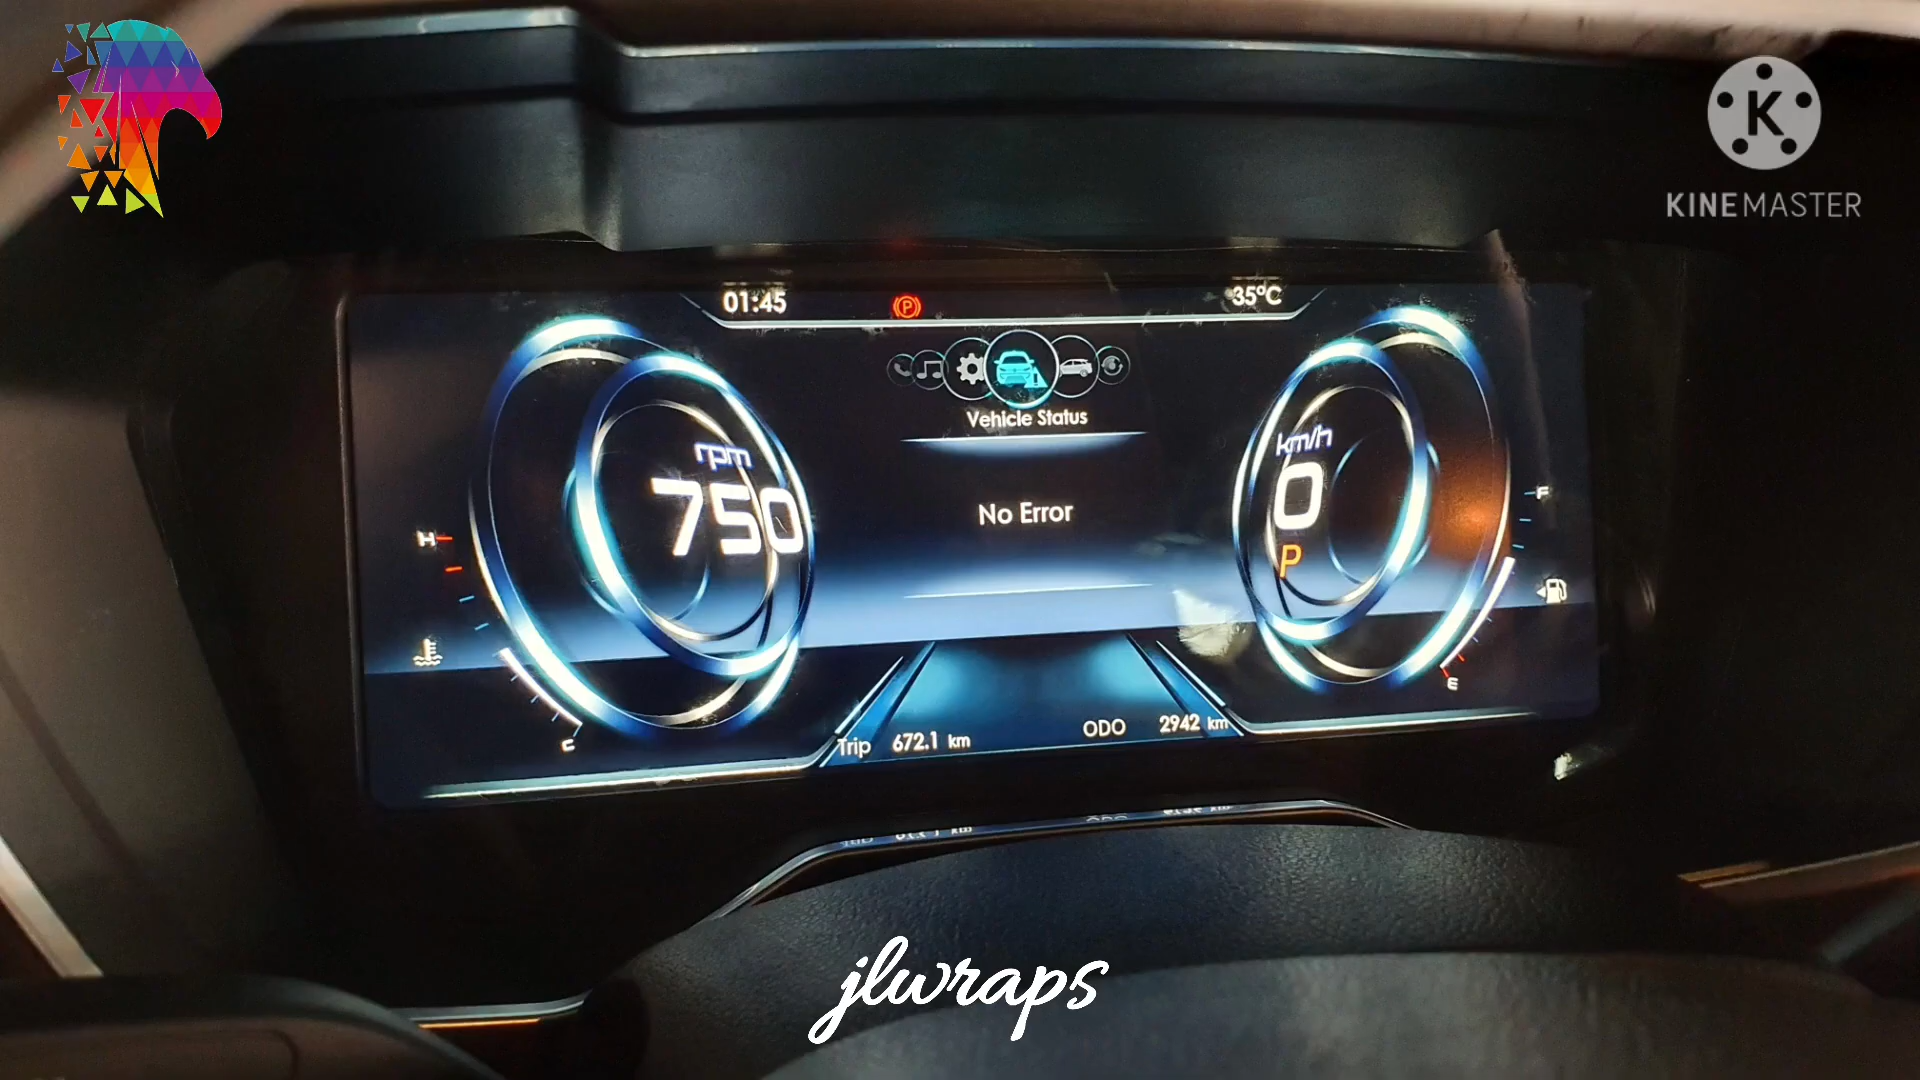 K
KINEMASTER
01:45
P
35°C
Vehicle Status
rpm
750
km/h
0
P
No Error
H
C
F
E
Trip 672.1 km
ODO 2942 km
jlwraps